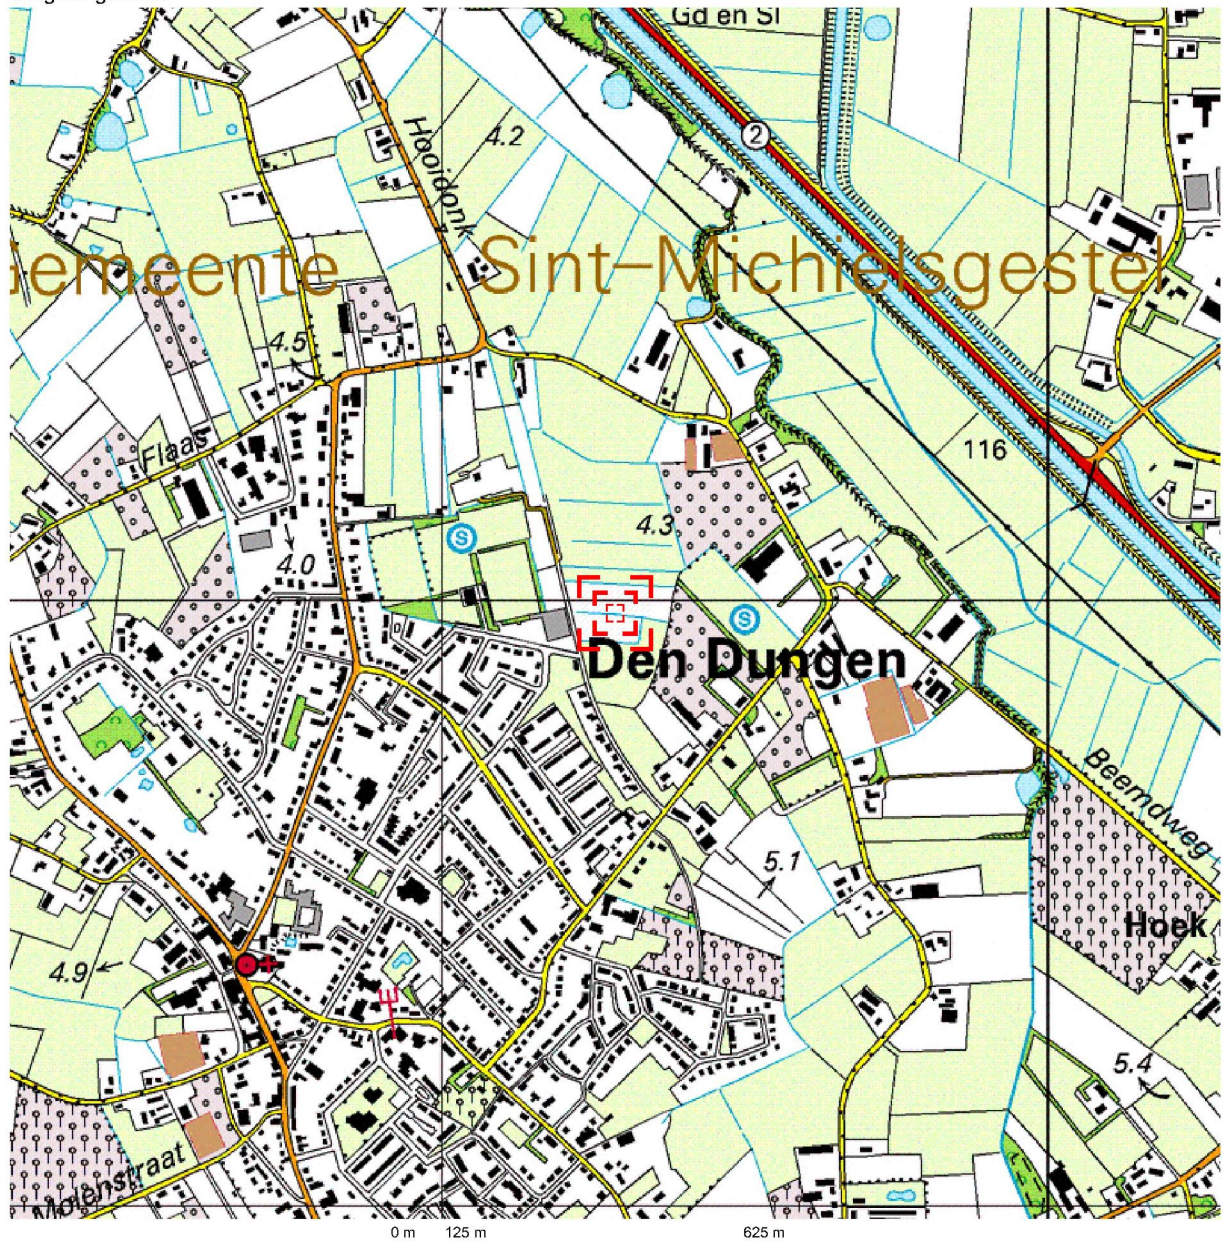 Gd en Sl
2
Hooidonk
4.2
Gemeente Sint-Michielsgestel
4.5
Flaas
116
4.3
S
4.0
S
Den Dungen
Beemdweg
5.1
Hoek
4.9
5.4
Molenstraat
0 m 125 m 625 m